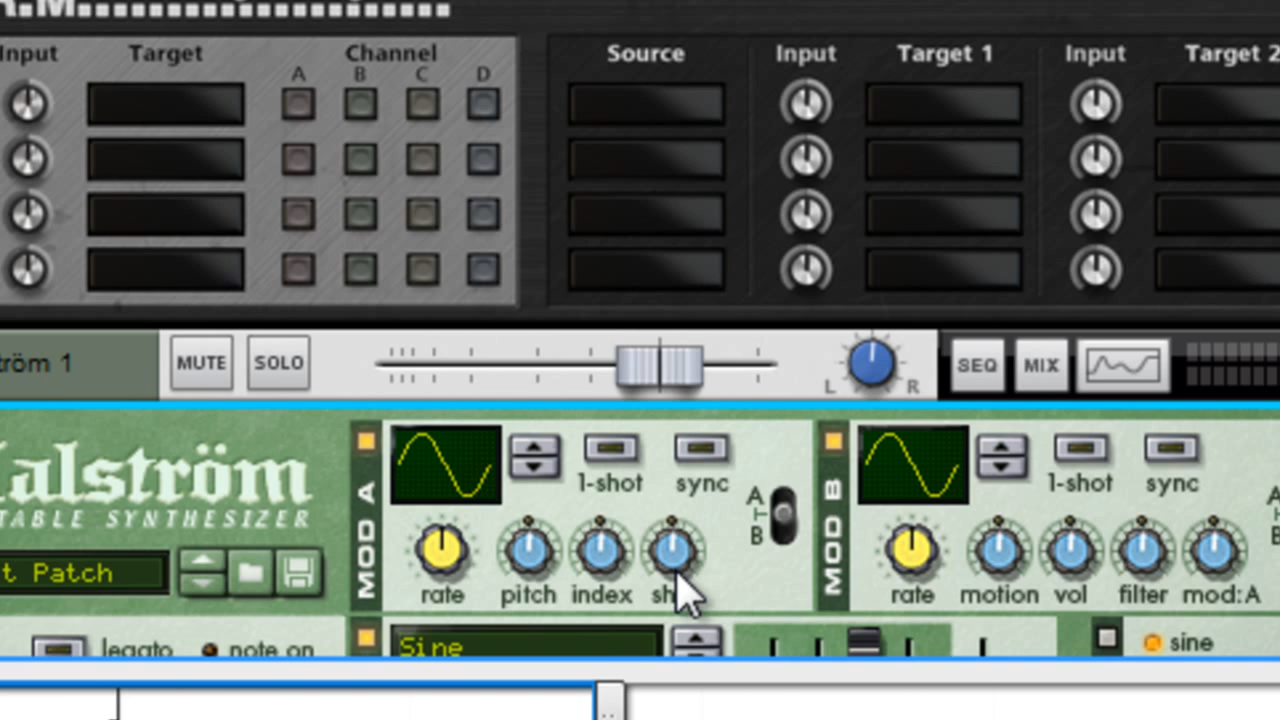 Input Target Channel Source Input Target 1 Input Target 2
A B C D
ström 1 MUTE SOLO L R SEQ MIX
alström
TABLE SYNTHESIZER
t Patch
MOD A
1-shot sync
A
B
rate pitch index
MOD B
1-shot sync
A
B
rate motion vol filter mod:A
legato note on Sine sine